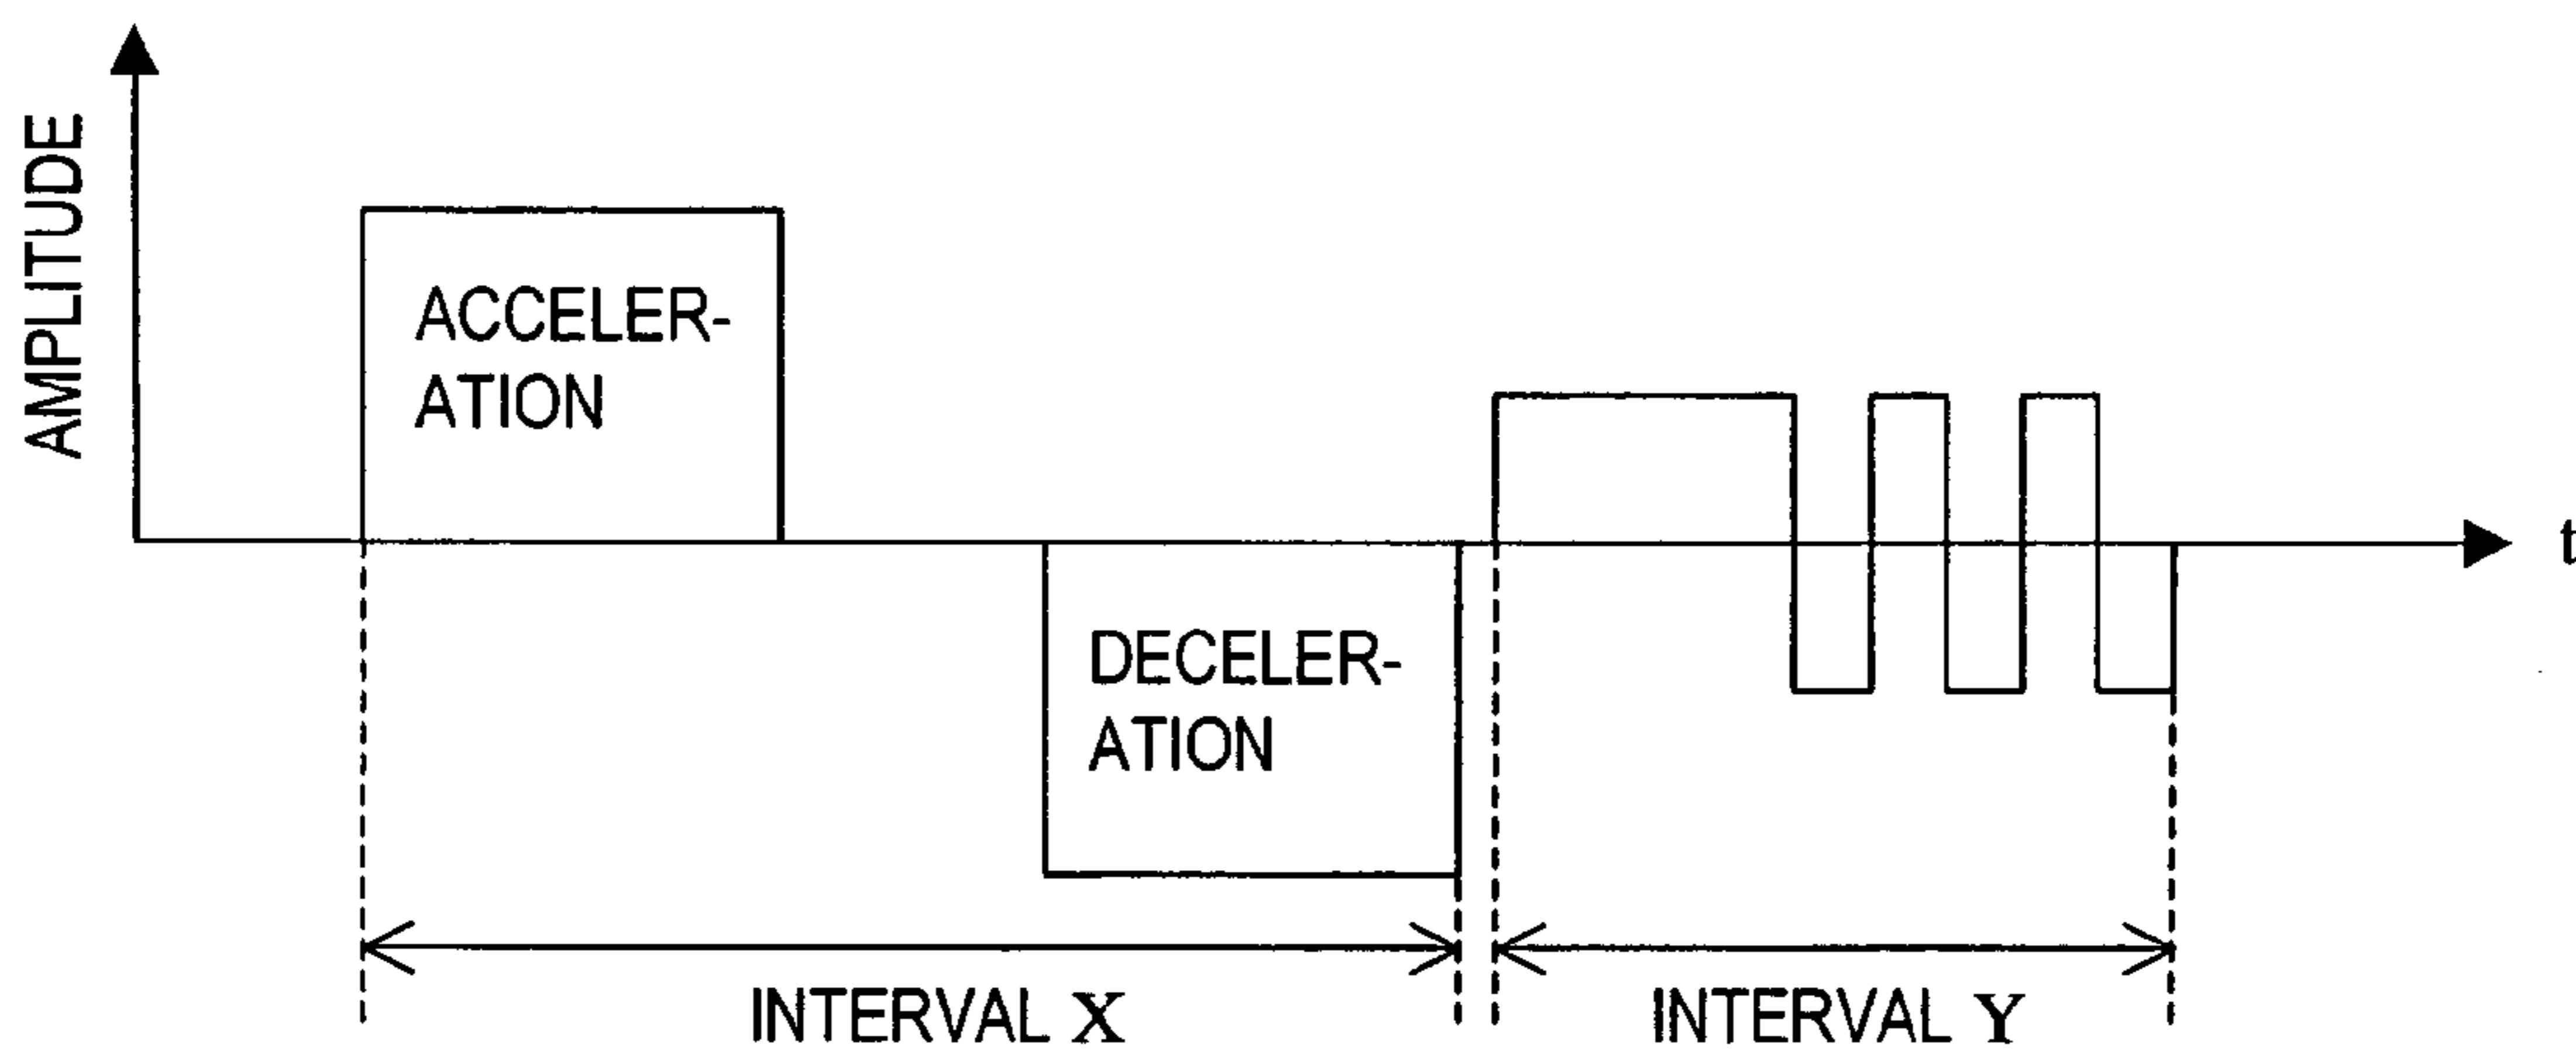 AMPLITUDE
ACCELER-
ATION
DECELER-
ATION
t
INTERVAL X
INTERVAL Y